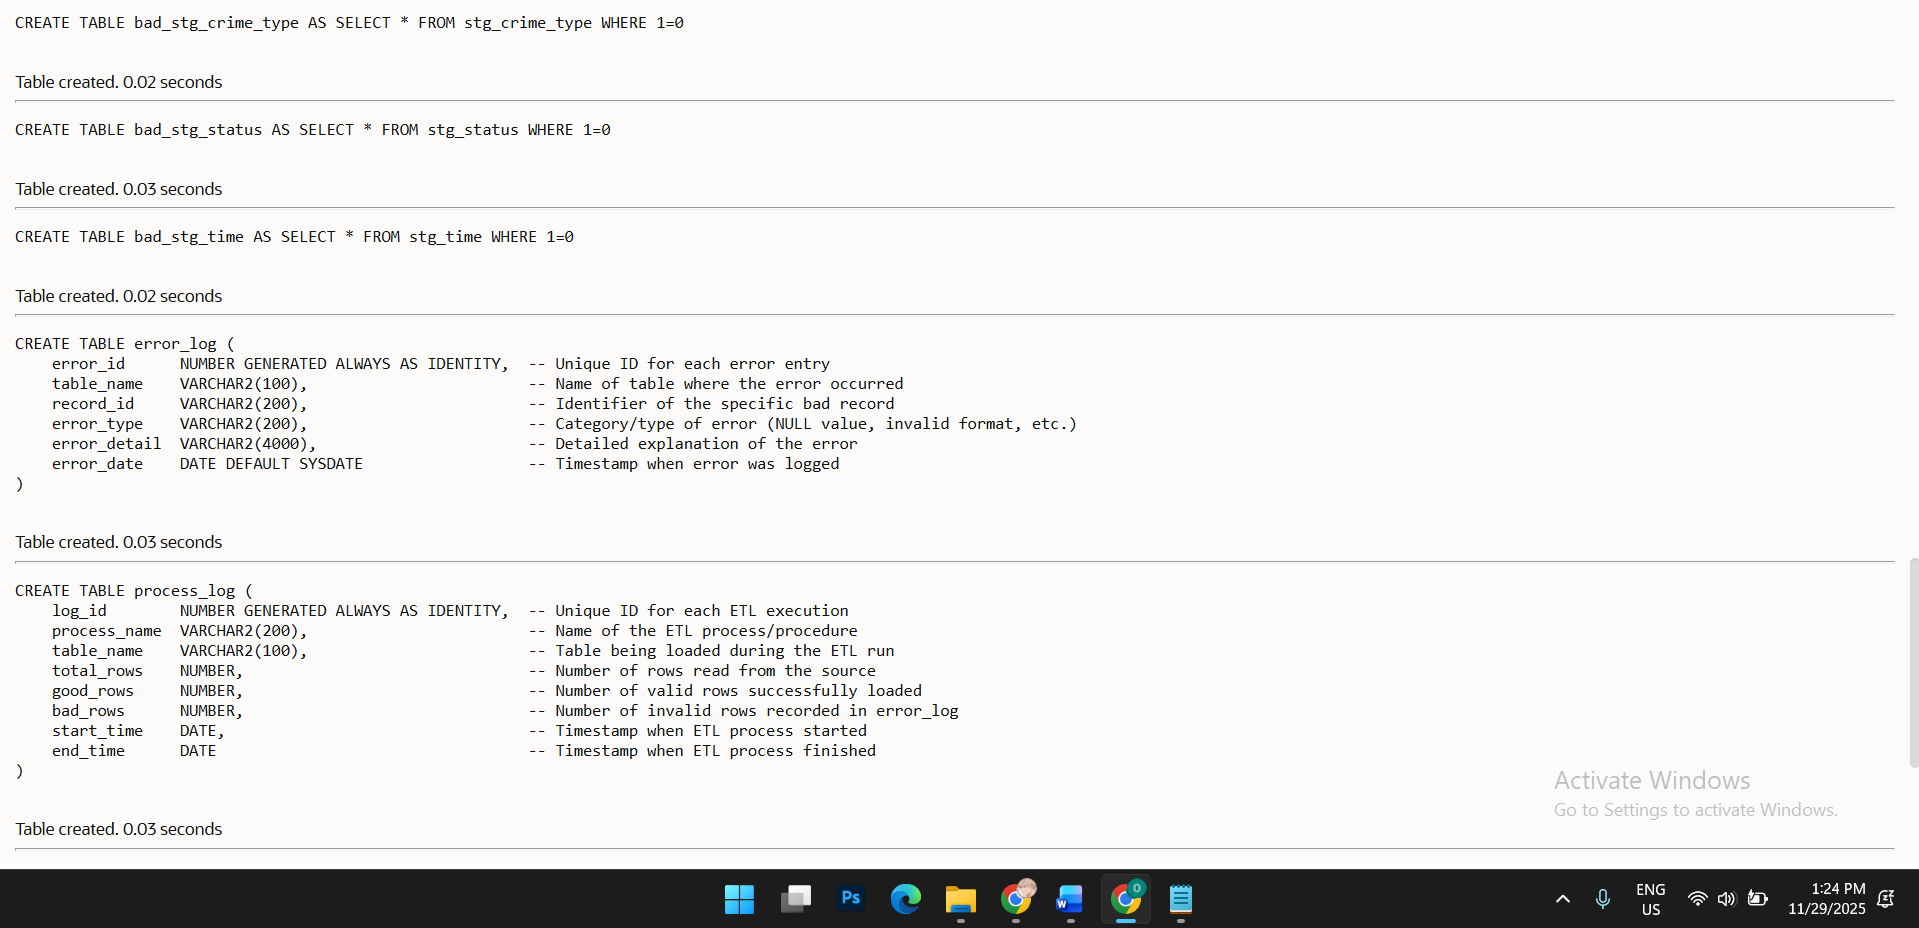 CREATE TABLE bad_stg_crime_type AS SELECT * FROM stg_crime_type WHERE 1=0
Table created. 0.02 seconds
CREATE TABLE bad_stg_status AS SELECT * FROM stg_status WHERE 1=0
Table created. 0.03 seconds
CREATE TABLE bad_stg_time AS SELECT * FROM stg_time WHERE 1=0
Table created. 0.02 seconds
CREATE TABLE error_log (
    error_id      NUMBER GENERATED ALWAYS AS IDENTITY,  -- Unique ID for each error entry
    table_name    VARCHAR2(100),                        -- Name of table where the error occurred
    record_id     VARCHAR2(200),                        -- Identifier of the specific bad record
    error_type    VARCHAR2(200),                        -- Category/type of error (NULL value, invalid format, etc.)
    error_detail  VARCHAR2(4000),                       -- Detailed explanation of the error
    error_date    DATE DEFAULT SYSDATE                  -- Timestamp when error was logged
)
Table created. 0.03 seconds
CREATE TABLE process_log (
    log_id        NUMBER GENERATED ALWAYS AS IDENTITY,  -- Unique ID for each ETL execution
    process_name  VARCHAR2(200),                        -- Name of the ETL process/procedure
    table_name    VARCHAR2(100),                        -- Table being loaded during the ETL run
    total_rows    NUMBER,                               -- Number of rows read from the source
    good_rows     NUMBER,                               -- Number of valid rows successfully loaded
    bad_rows      NUMBER,                               -- Number of invalid rows recorded in error_log
    start_time    DATE,                                 -- Timestamp when ETL process started
    end_time      DATE                                  -- Timestamp when ETL process finished
)
Activate Windows
Go to Settings to activate Windows.
Table created. 0.03 seconds
Ps
W
0
ENG
US
1:24 PM
11/29/2025